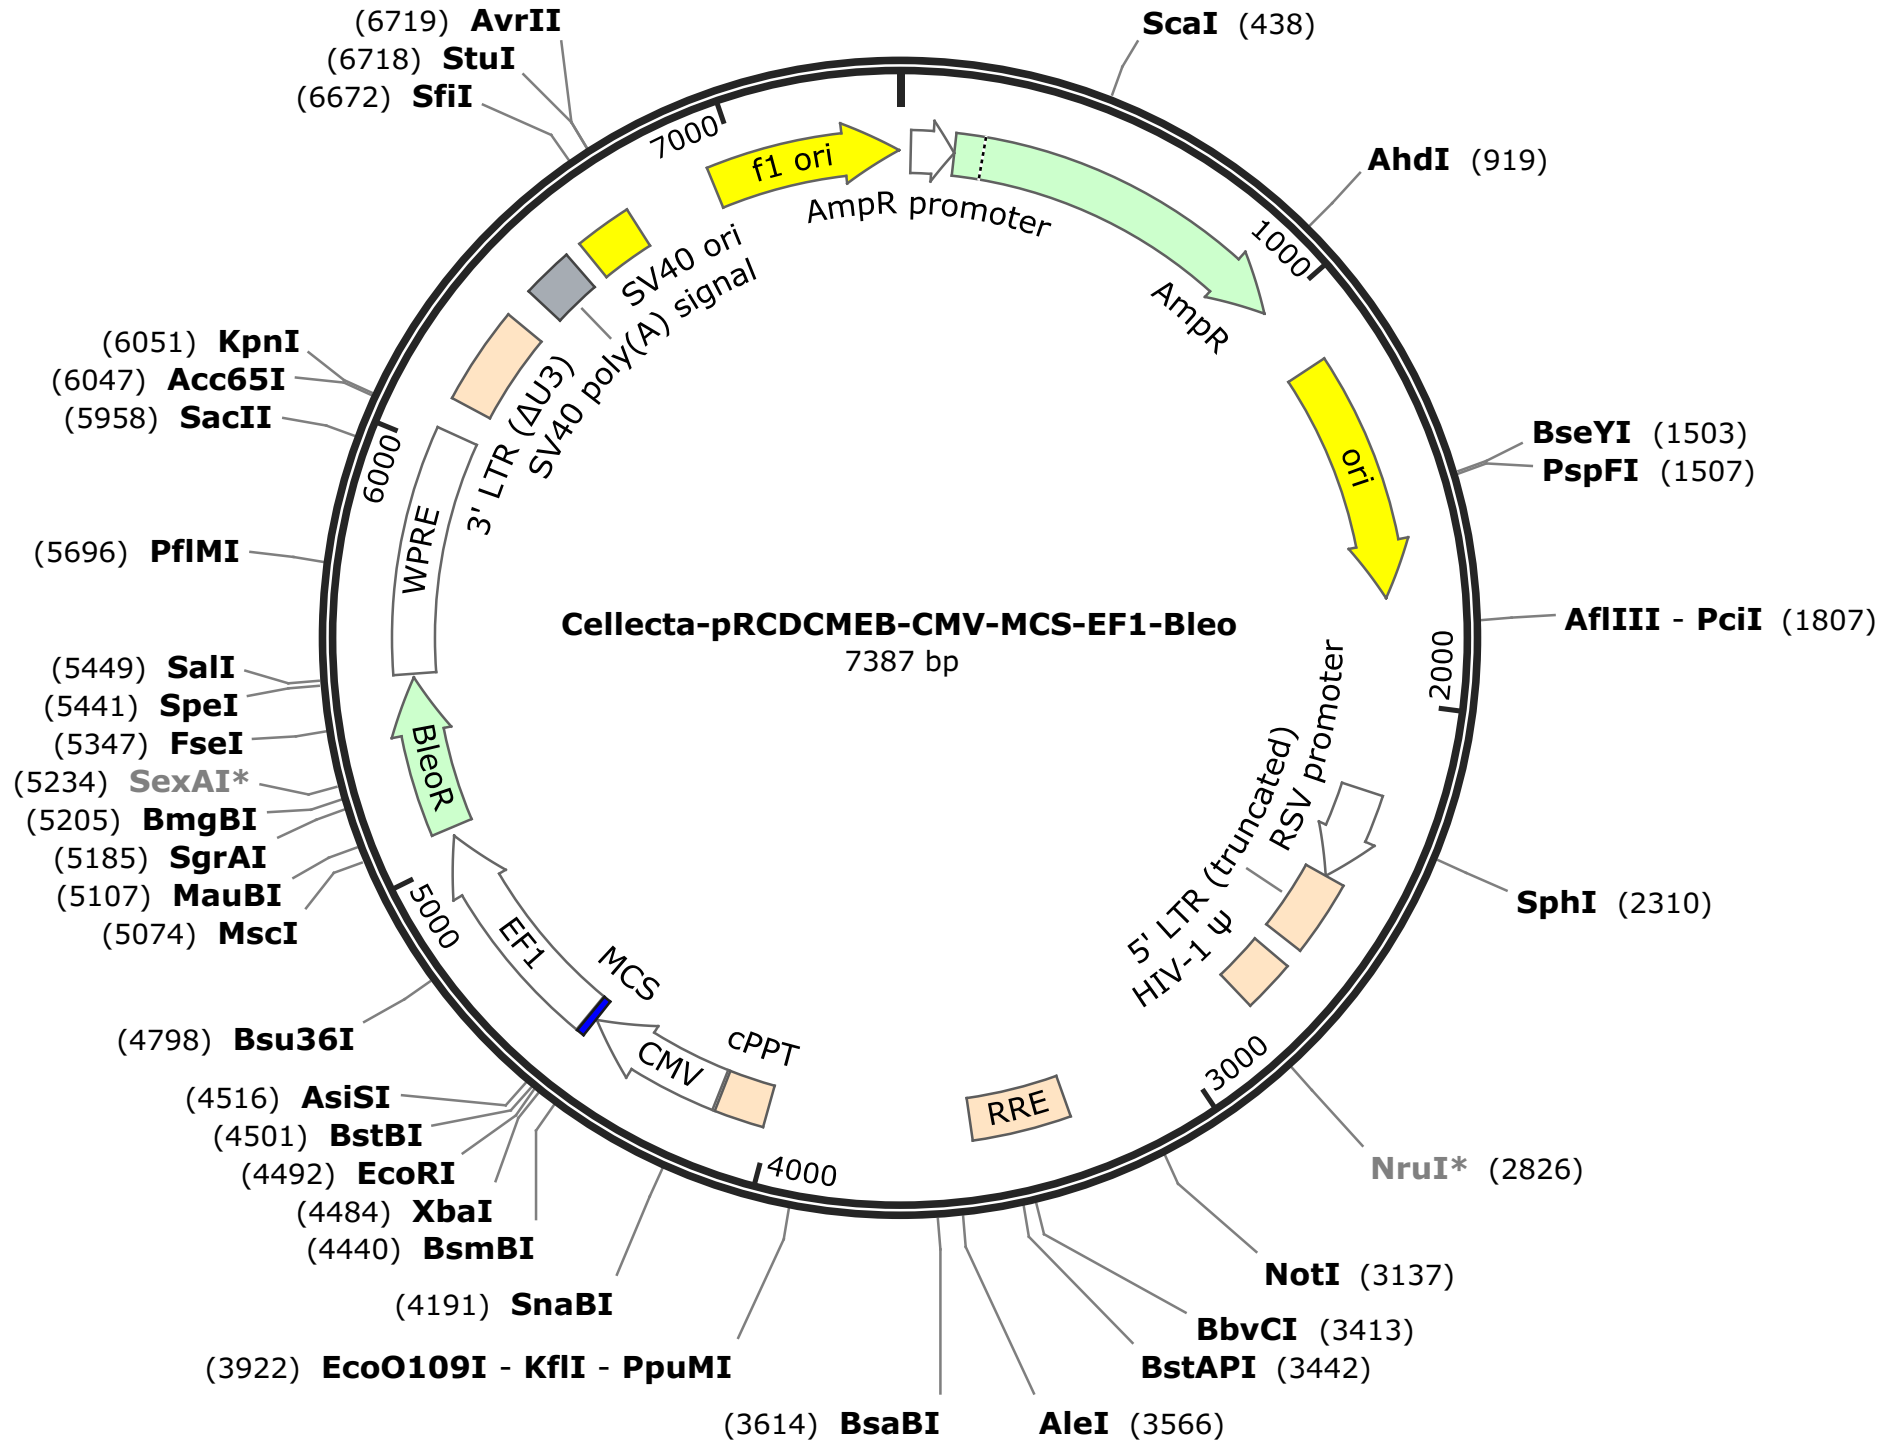 (6719) AvrII
(6718) StuI
(6672) SfiI
ScaI (438)
AhdI (919)
BseYI (1503)
PspFI (1507)
AflIII - PciI (1807)
SphI (2310)
NruI* (2826)
NotI (3137)
BbvCI (3413)
BstAPI (3442)
AleI (3566)
(3614) BsaBI
(3922) EcoO109I - KflI - PpuMI
(4191) SnaBI
(4440) BsmBI
(4484) XbaI
(4492) EcoRI
(4501) BstBI
(4516) AsiSI
(4798) Bsu36I
(5074) MscI
(5107) MauBI
(5185) SgrAI
(5205) BmgBI
(5234) SexAI*
(5347) FseI
(5441) SpeI
(5449) SalI
(5696) PflMI
(5958) SacII
(6047) Acc65I
(6051) KpnI
1000
2000
3000
4000
5000
6000
7000
f1 ori
AmpR promoter
AmpR
ori
RSV promoter
5' LTR (truncated)
HIV-1 Ψ
RRE
cPPT
CMV
MCS
EF1
BleoR
WPRE
3' LTR (ΔU3)
SV40 poly(A) signal
SV40 ori
Cellecta-pRCDCMEB-CMV-MCS-EF1-Bleo
7387 bp